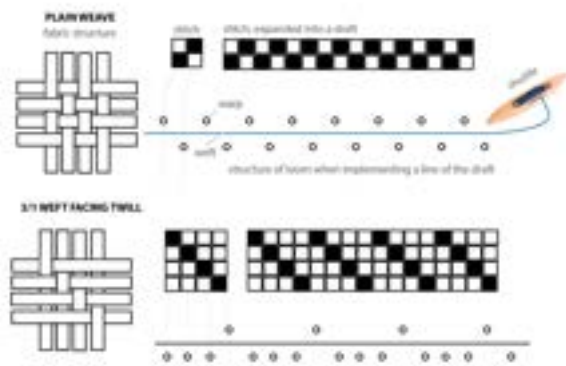 PLAIN WEAVE
fabric structure
stitch
stitch expanded into a draft
shuttle
warp
weft
structure of loom when implementing a line of the draft
3/1 WEFT FACING TWILL